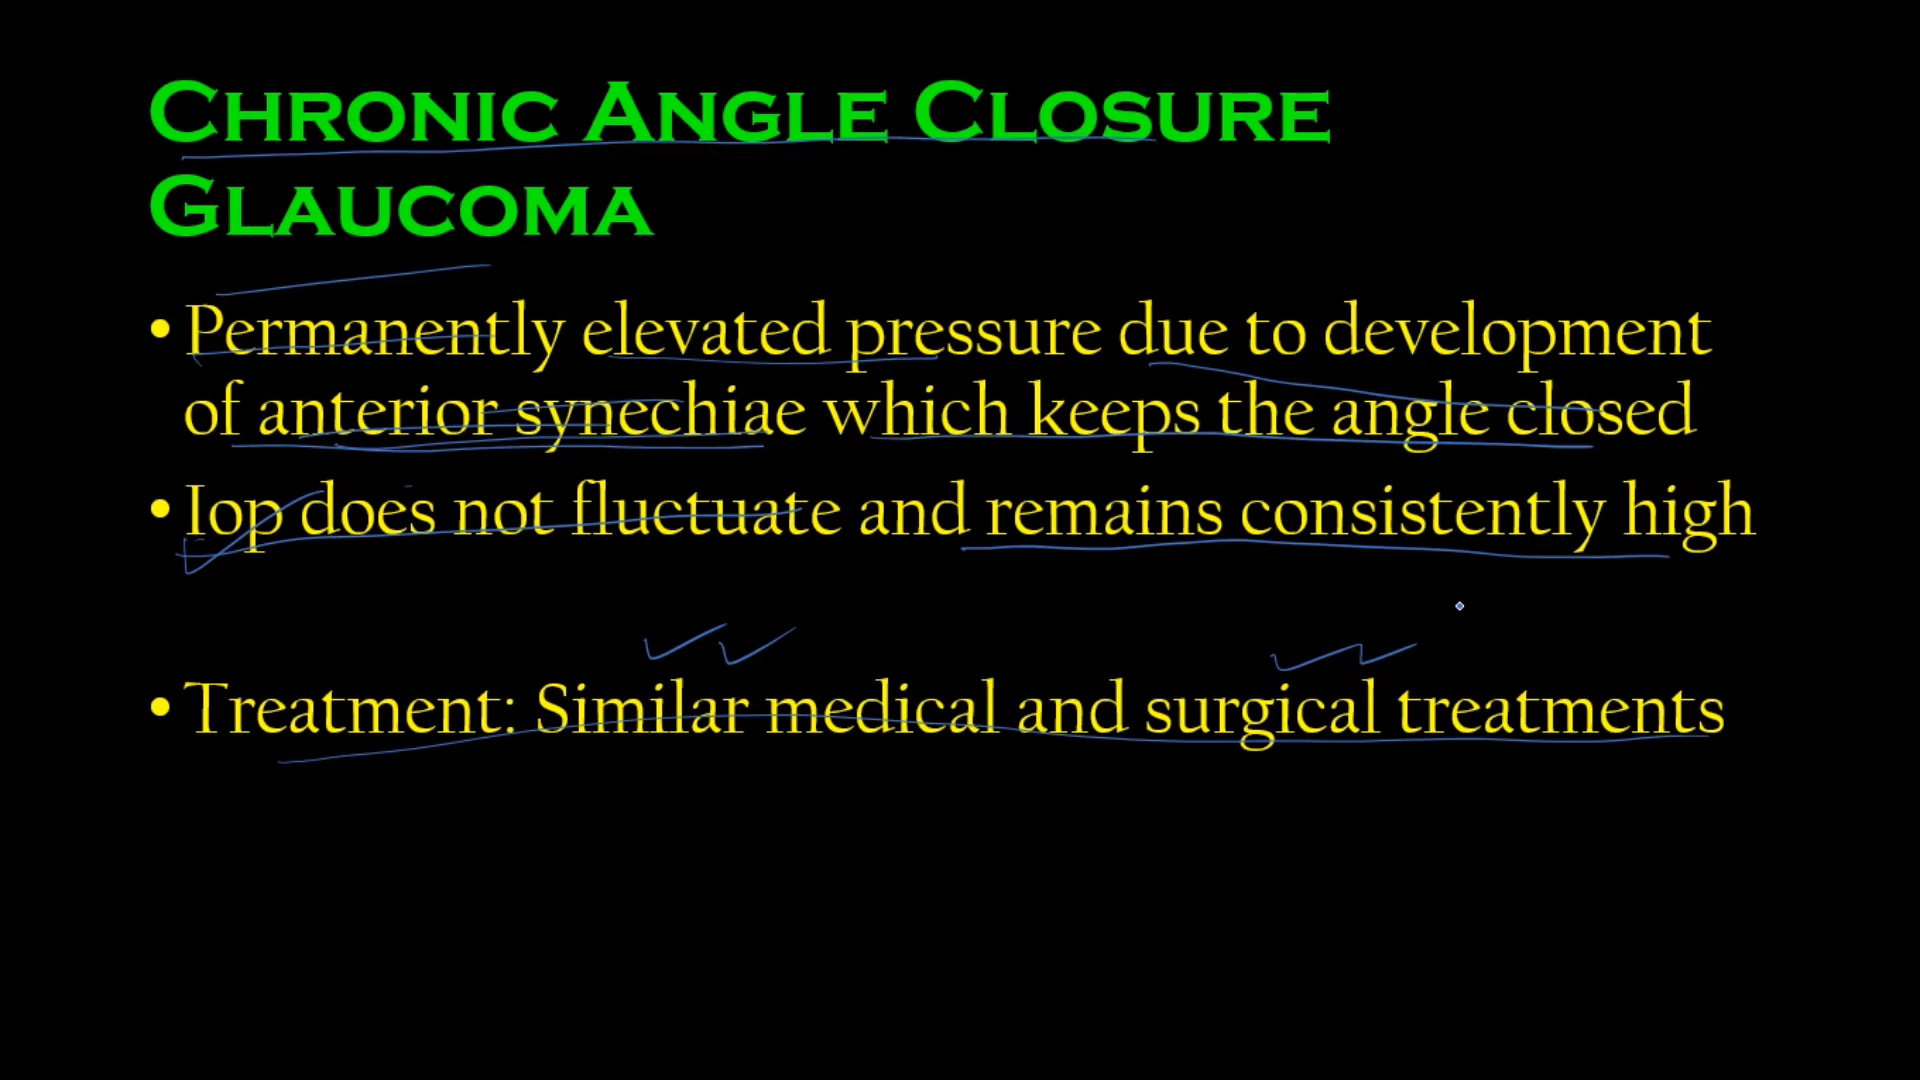 Chronic Angle Closure
Glaucoma
• Permanently elevated pressure due to development
of anterior synechiae which keeps the angle closed
• Iop does not fluctuate and remains consistently high
• Treatment: Similar medical and surgical treatments